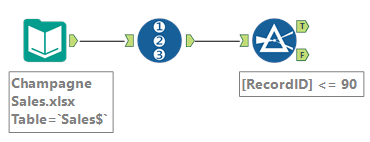 1
2
3
T
F
Champagne
Sales.xlsx
Table=`Sales$`
[RecordID] <= 90